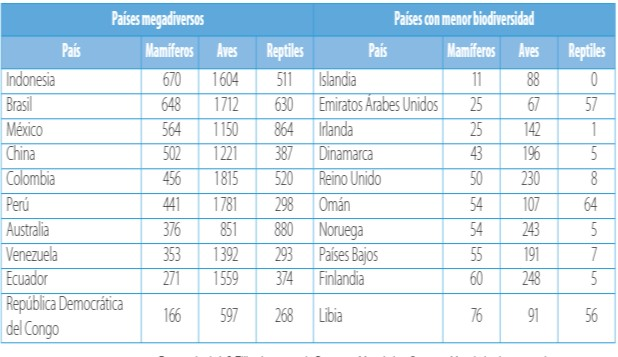 Países megadiversos Países con menor biodiversidad
País Mamíferos Aves Reptiles País Mamíferos Aves Reptiles
Indonesia 670 1 604 511 Islandia 11 88 0
Brasil 648 1 712 630 Emiratos Árabes Unidos 25 67 57
México 564 1 150 864 Irlanda 25 142 1
China 502 1 221 387 Dinamarca 43 196 5
Colombia 456 1 815 520 Reino Unido 50 230 8
Perú 441 1 781 298 Omán 54 107 64
Australia 376 851 880 Noruega 54 243 5
Venezuela 353 1 392 293 Países Bajos 55 191 7
Ecuador 271 1 559 374 Finlandia 60 248 5
República Democrática
del Congo 166 597 268 Libia 76 91 56